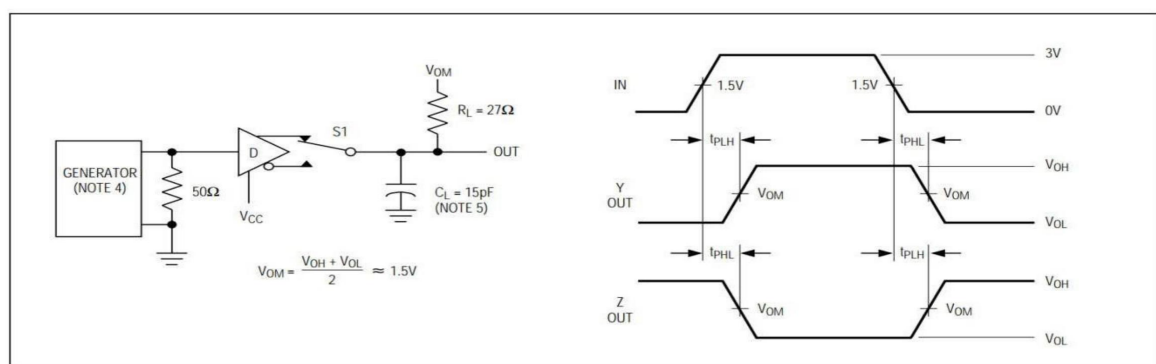 GENERATOR
(NOTE 4)
50Ω
D
VCC
S1
VOM
RL = 27Ω
OUT
CL = 15pF
(NOTE 5)
VOM = VOH + VOL / 2 ≈ 1.5V
IN
1.5V
1.5V
3V
0V
tPLH
tPHL
Y
OUT
VOM
VOM
VOH
VOL
tPHL
tPLH
Z
OUT
VOM
VOM
VOH
VOL